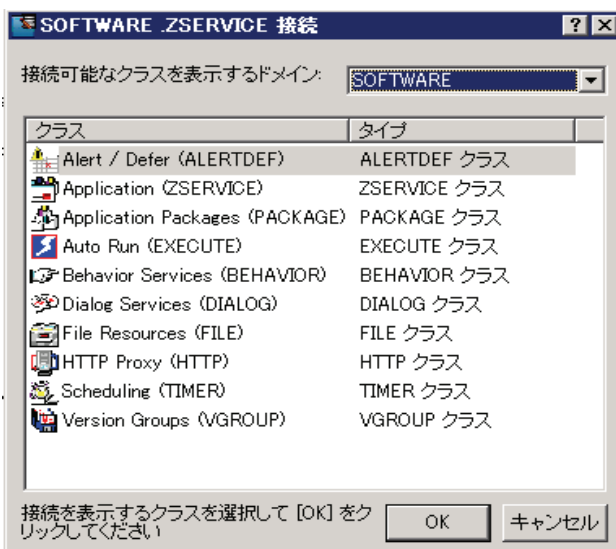 SOFTWARE .ZSERVICE 接続
接続可能なクラスを表示するドメイン: SOFTWARE
クラス タイプ
Alert / Defer (ALERTDEF) ALERTDEF クラス
Application (ZSERVICE) ZSERVICE クラス
Application Packages (PACKAGE) PACKAGE クラス
Auto Run (EXECUTE) EXECUTE クラス
Behavior Services (BEHAVIOR) BEHAVIOR クラス
Dialog Services (DIALOG) DIALOG クラス
File Resources (FILE) FILE クラス
HTTP Proxy (HTTP) HTTP クラス
Scheduling (TIMER) TIMER クラス
Version Groups (VGROUP) VGROUP クラス
接続を表示するクラスを選択して [OK] をク
リックしてください
OK キャンセル